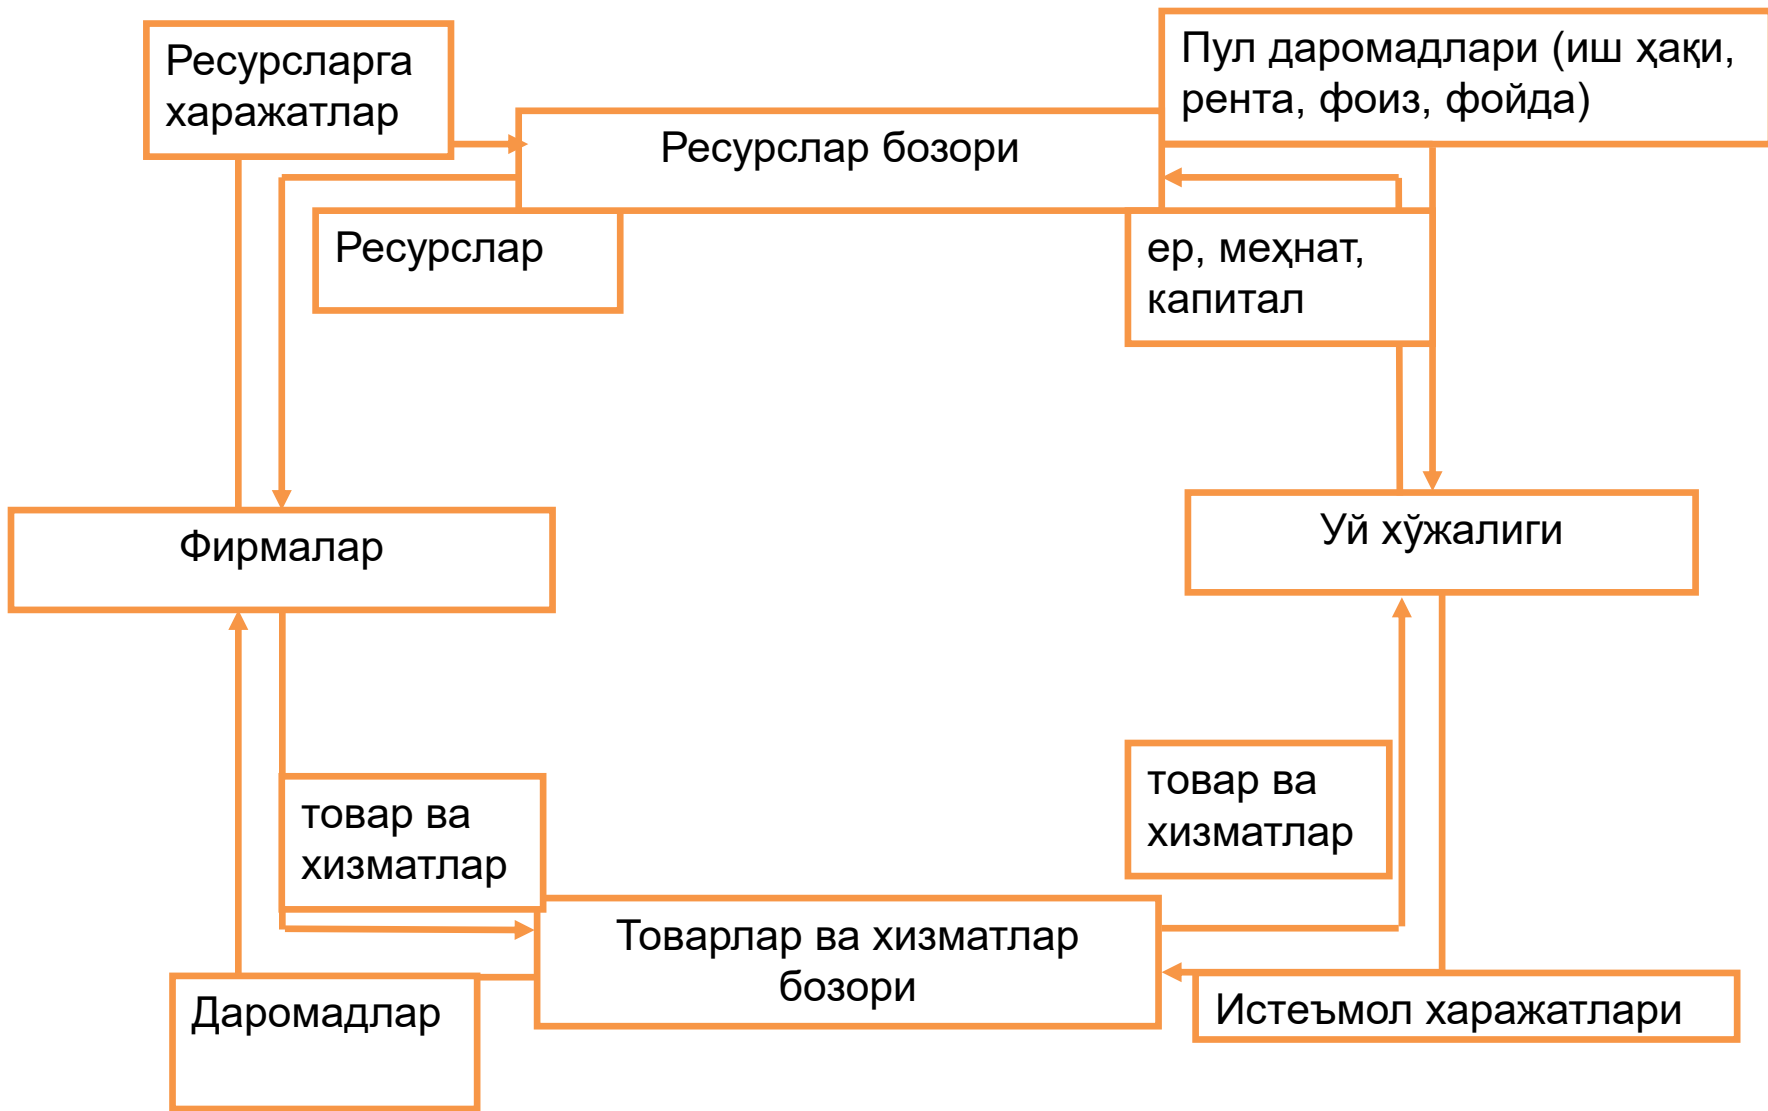 Ресурсларга
харажатлар
Ресурслар бозори
Пул даромадлари (иш ҳақи,
рента, фоиз, фойда)
Ресурслар
ер, меҳнат,
капитал
Фирмалар
Уй хўжалиги
товар ва
хизматлар
товар ва
хизматлар
Товарлар ва хизматлар
бозори
Даромадлар
Истеъмол харажатлари